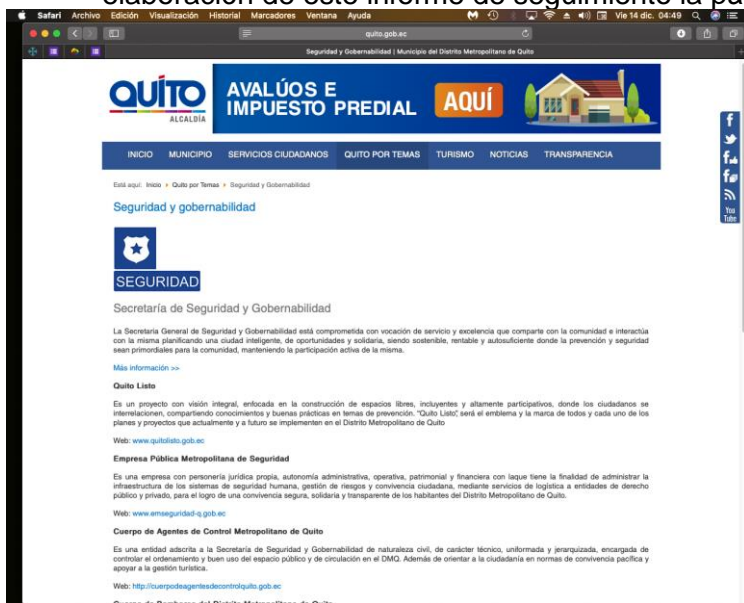 elaboración de este informe de seguimiento la pá
Safari Archivo Edición Visualización Historial Marcadores Ventana Ayuda Vie 14 dic. 04:49
quito.gob.ec
Seguridad y Gobernabilidad | Municipio del Distrito Metropolitano de Quito
QUITO
ALCALDÍA
AVALÚOS E
IMPUESTO PREDIAL
AQUÍ
INICIO MUNICIPIO SERVICIOS CIUDADANOS QUITO POR TEMAS TURISMO NOTICIAS TRANSPARENCIA
Está aquí: Inicio Quito por Temas Seguridad y Gobernabilidad
Seguridad y gobernabilidad
You
Tube
SEGURIDAD
Secretaría de Seguridad y Gobernabilidad
La Secretaria General de Seguridad y Gobernabilidad está comprometida con vocación de servicio y excelencia que comparte con la comunidad e interactúa
con la misma planificando una ciudad inteligente, de oportunidades y solidaria, siendo sostenible, rentable y autosuficiente donde la prevención y seguridad
sean primordiales para la comunidad, manteniendo la participación activa de la misma.
Más información >>
Quito Listo
Es un proyecto con visión integral, enfocada en la construcción de espacios libres, incluyentes y altamente participativos, donde los ciudadanos se
interrelacionen, compartiendo conocimientos y buenas prácticas en temas de prevención. "Quito Listo", será el emblema y la marca de todos y cada uno de los
planes y proyectos que actualmente y a futuro se implementen en el Distrito Metropolitano de Quito
Web: www.quitolisto.gob.ec
Empresa Pública Metropolitana de Seguridad
Es una empresa con personería jurídica propia, autonomía administrativa, operativa, patrimonial y financiera con laque tiene la finalidad de administrar la
infraestructura de los sistemas de seguridad humana, gestión de riesgos y convivencia ciudadana, mediante servicios de logística a entidades de derecho
público y privado, para el logro de una convivencia segura, solidaria y transparente de los habitantes del Distrito Metropolitano de Quito.
Web: www.emseguridad-q.gob.ec
Cuerpo de Agentes de Control Metropolitano de Quito
Es una entidad adscrita a la Secretaría de Seguridad y Gobernabilidad de naturaleza civil, de carácter técnico, uniformada y jerarquizada, encargada de
controlar el ordenamiento y buen uso del espacio público y de circulación en el DMQ. Además de orientar a la ciudadanía en normas de convivencia pacífica y
apoyar a la gestión turística.
Web: http://cuerpodeagentesdecontrolquito.gob.ec
Cuerpo de Bomberos del Distrito Metropolitano de Quito